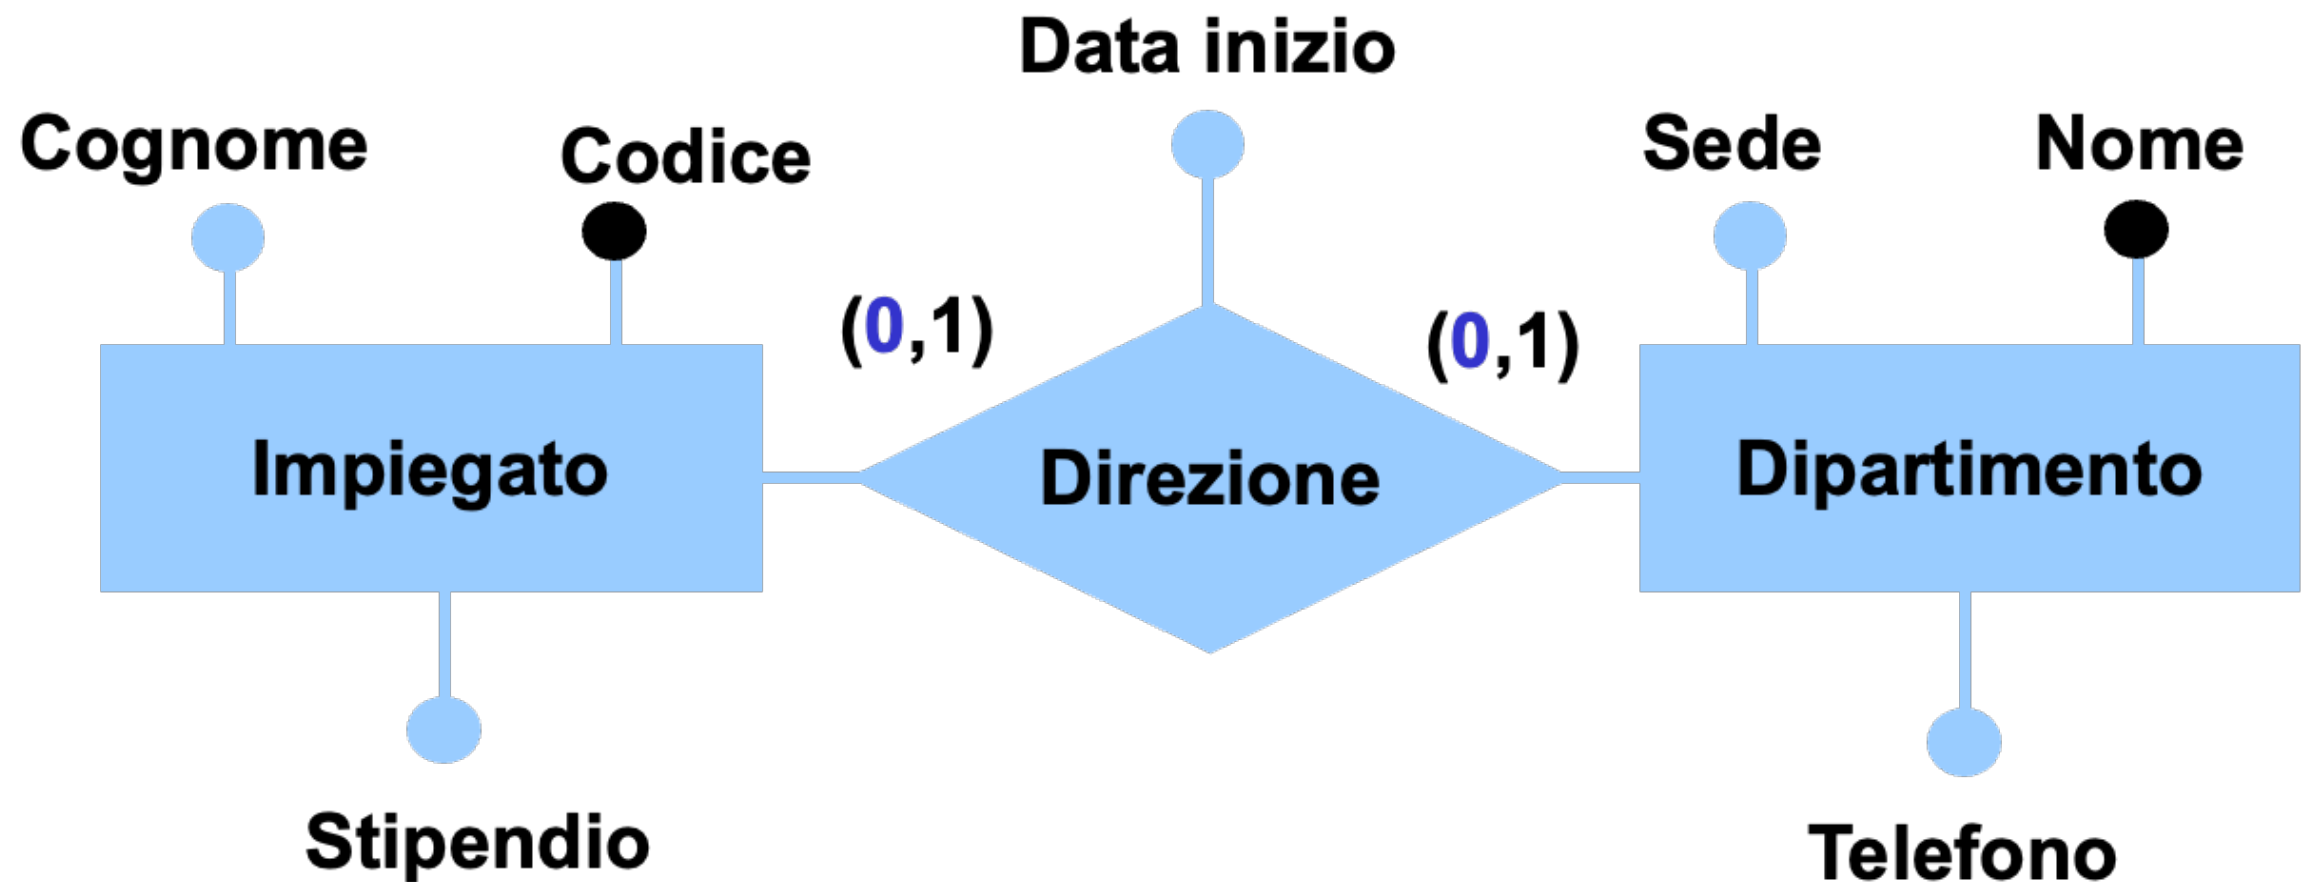 Data inizio
Cognome
Codice
Sede
Nome
(0,1)
(0,1)
Impiegato
Direzione
Dipartimento
Stipendio
Telefono